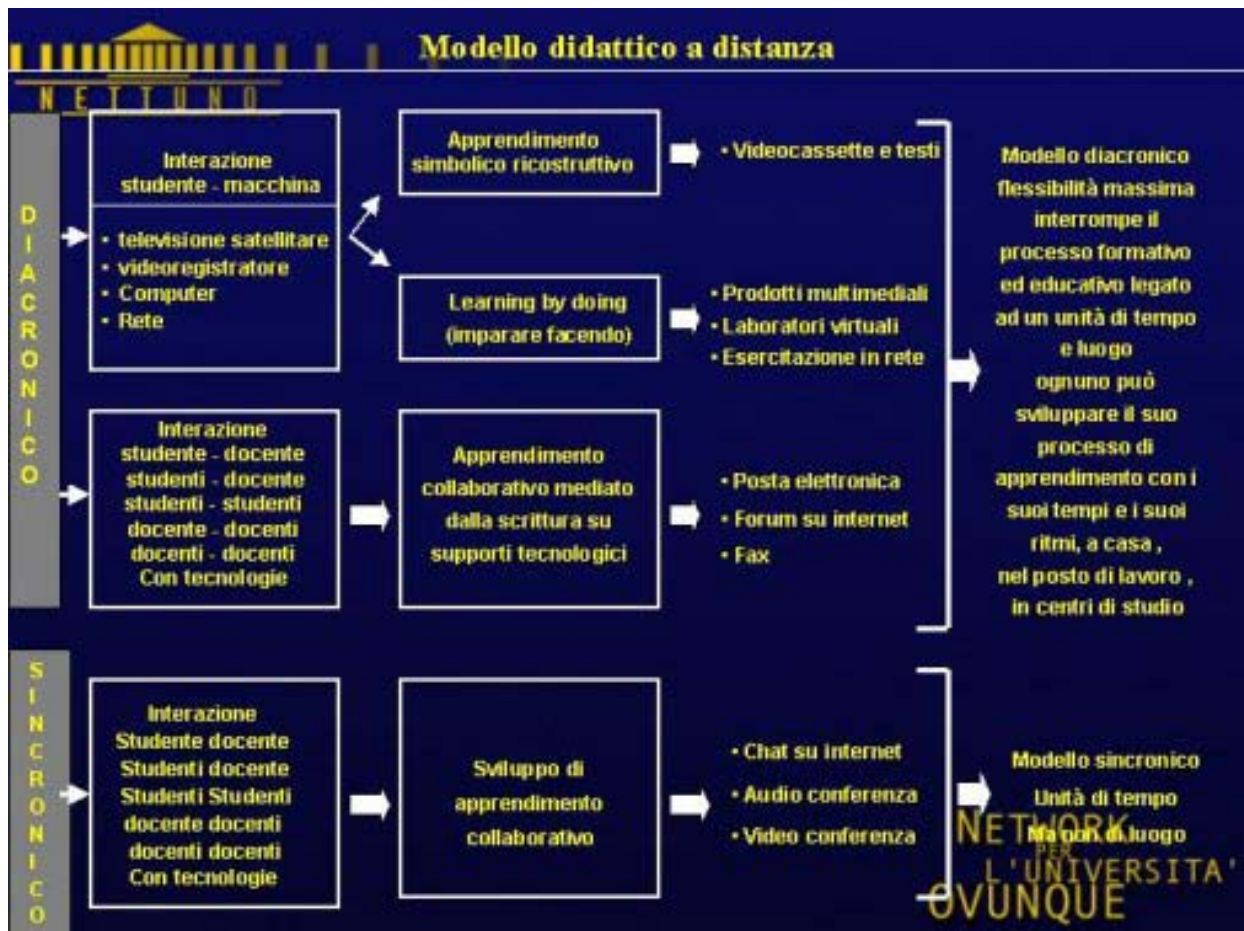 Modello didattico a distanza
NETTUNO
DIACRONICO
Interazione
studente - macchina
• televisione satellitare
• videoregistratore
• Computer
• Rete
Apprendimento
simbolico ricostruttivo
• Videocassette e testi
Learning by doing
(imparare facendo)
• Prodotti multimediali
• Laboratori virtuali
• Esercitazione in rete
Interazione
studente - docente
studenti - docente
studenti - studenti
docente - docenti
docenti - docenti
Con tecnologie
Apprendimento
collaborativo mediato
dalla scrittura su
supporti tecnologici
• Posta elettronica
• Forum su internet
• Fax
Modello diacronico
flessibilità massima
interrompe il
processo formativo
ed educativo legato
ad un unità di tempo
e luogo
ognuno può
sviluppare il suo
processo di
apprendimento con i
suoi tempi e i suoi
ritmi, a casa ,
nel posto di lavoro ,
in centri di studio
SINCRONICO
Interazione
Studente docente
Studenti docente
Studenti Studenti
docente docenti
docenti docenti
Con tecnologie
Sviluppo di
apprendimento
collaborativo
• Chat su internet
• Audio conferenza
• Video conferenza
Modello sincronico
Unità di tempo
Ma non di luogo
NETWORK
PER
L'UNIVERSITA'
OVUNQUE